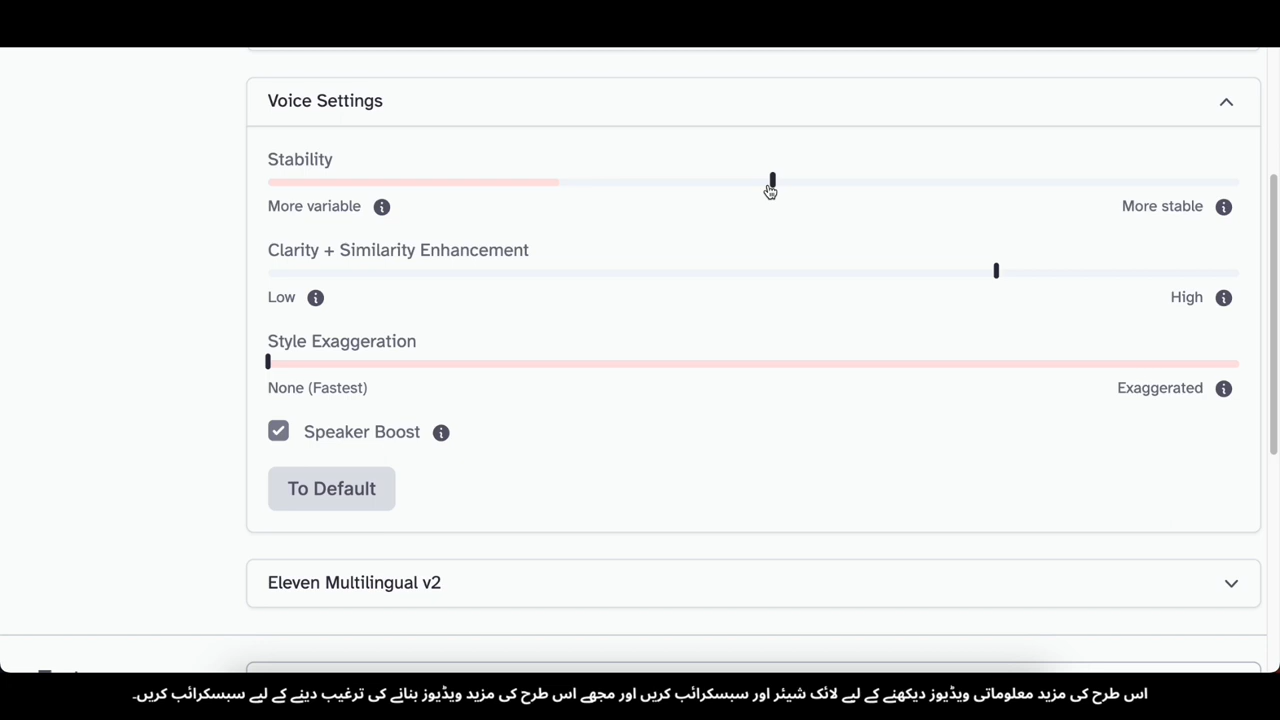 Voice Settings
Stability
More variable
More stable
Clarity + Similarity Enhancement
Low
High
Style Exaggeration
None (Fastest)
Exaggerated
Speaker Boost
To Default
Eleven Multilingual v2
اس طرح کی مزید معلوماتی ویڈیوز دیکھنے کے لیے لائک شیئر اور سبسکرائب کریں اور مجھے اس طرح کی مزید ویڈیوز بنانے کی ترغیب دینے کے لیے سبسکرائب کریں۔